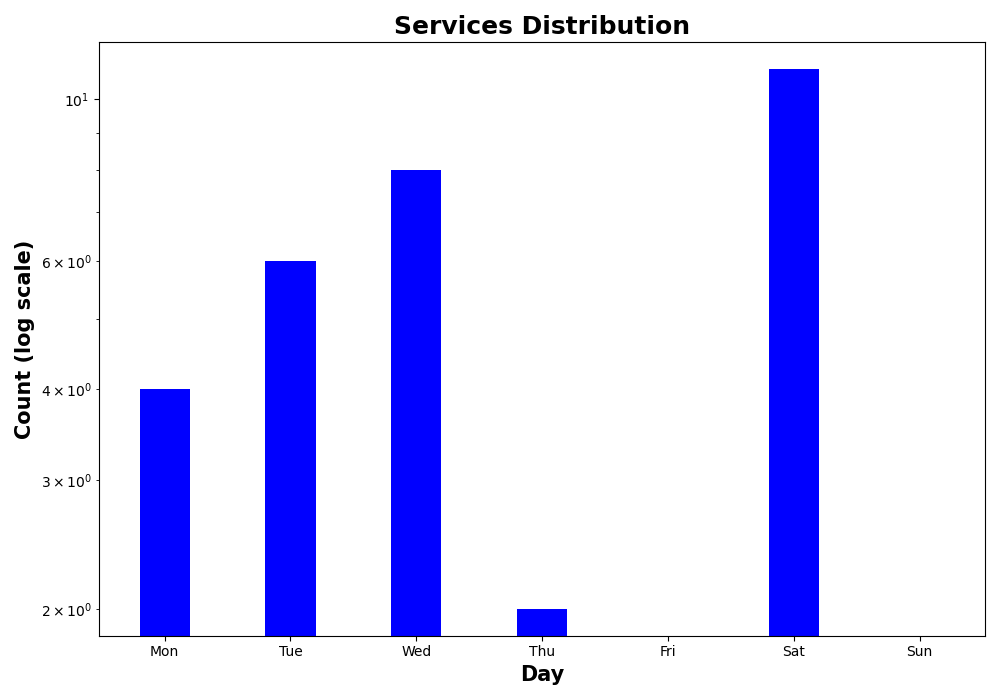 Services Distribution
10¹
6 × 10⁰
4 × 10⁰
3 × 10⁰
2 × 10⁰
Count (log scale)
Mon Tue Wed Thu Fri Sat Sun
Day